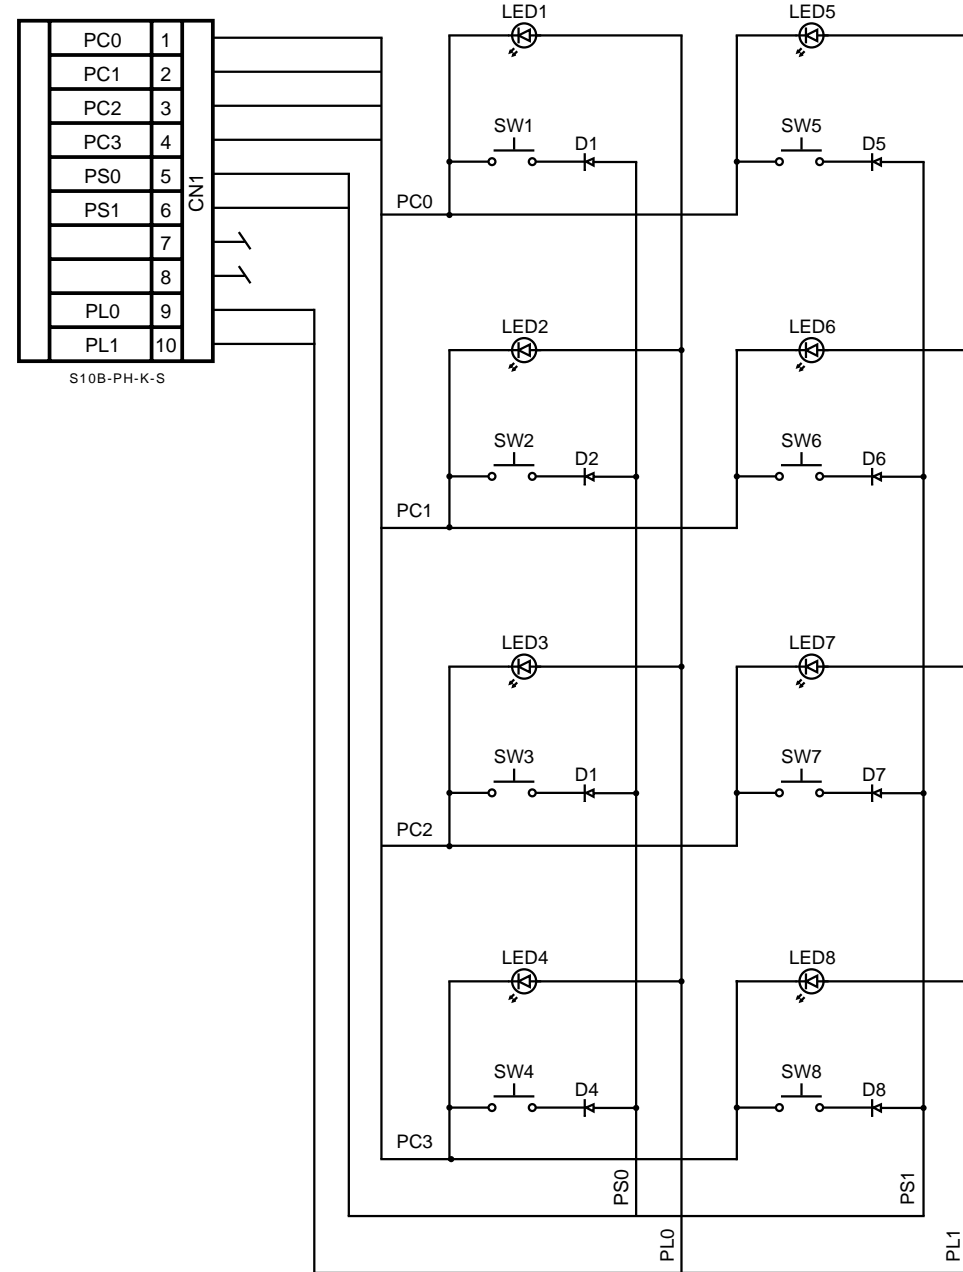 LED1 LED5
PC0 1
PC1 2
PC2 3
PC3 4
PS0 5
PS1 6
7
8
PL0 9
PL1 10
CN1
S10B-PH-K-S
SW1 D1 SW5 D5
PC0
LED2 LED6
SW2 D2 SW6 D6
PC1
LED3 LED7
SW3 D1 SW7 D7
PC2
LED4 LED8
SW4 D4 SW8 D8
PC3
PS0 PS1
PL0 PL1